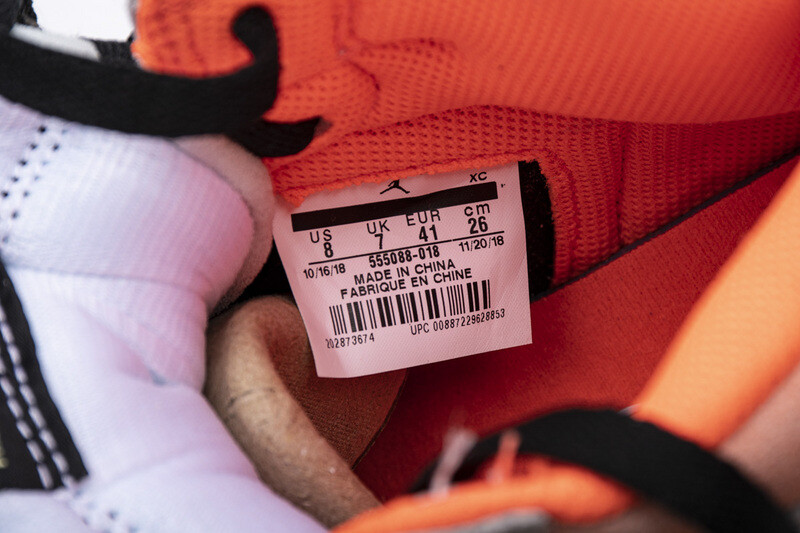 XC
US UK EUR cm
8 7 41 26
555088-018
10/16/18 11/20/18
MADE IN CHINA
FABRIQUE EN CHINE
202873674 UPC 00887229628853